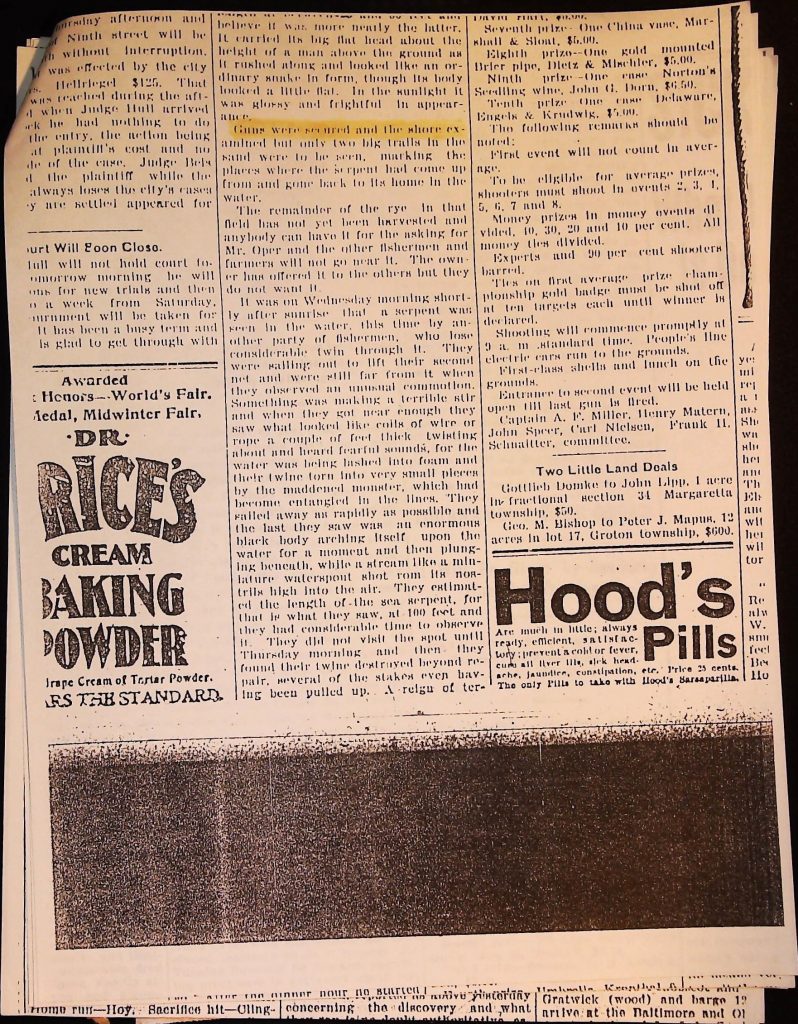 ursday afternoon and
Ninth street will be
without interruption.
was effected by the city
Hellriegel $125. That
was reached during the aft-
d when Judge Hull arrived
ck he had nothing to do
the entry, the action being
plaintiff's cost and no
de of the case. Judge Bels
d the plaintiff while the
always loses the city's cases
y are settled appeared for
ourt Will Soon Close.
Hull will not hold court to-
omorrow morning he will
ons for new trials and then
o a week from Saturday.
ournment will be taken for
It has been a busy term and
is glad to get through with
Awarded
t Honors—World's Fair.
Medal, Midwinter Fair.
·DR·
RICE'S
CREAM
BAKING
POWDER
Grape Cream of Tartar Powder.
ARS THE STANDARD.
believe it was more nearly the latter.
It carried its big flat head about the
height of a man above the ground as
it rushed along and looked like an or-
dinary snake in form, though its body
looked a little flat. In the sunlight it
was glossy and frightful in appear-
ance.
Guns were secured and the shore ex-
amined but only two big trails in the
sand were to be seen, marking the
places where the serpent had come up
from and gone back to its home in the
water.
The remainder of the rye in that
field has not yet been harvested and
anybody can have it for the asking for
Mr. Oper and the other fishermen and
farmers will not go near it. The own-
er has offered it to the others but they
do not want it.
It was on Wednesday morning short-
ly after sunrise that a serpent was
seen in the water, this time by an-
other party of fishermen, who lose
considerable twin through it. They
were sailing out to lift their second
net and were still far from it when
they observed an unusual commotion.
Something was making a terrible stir
and when they got near enough they
saw what looked like coils of wire or
rope a couple of feet thick twisting
about and heard fearful sounds, for the
water was being lashed into foam and
their twine torn into very small pieces
by the maddened monster, which had
become entangled in the lines. They
sailed away as rapidly as possible and
the last they saw was an enormous
black body arching itself upon the
water for a moment and then plung-
ing beneath, while a stream like a min-
iature waterspout shot rom its nos-
trils high into the air. They estimat-
ed the length of the sea serpent, for
that is what they saw, at 100 feet and
they had considerable time to observe
it. They did not visit the spot until
Thursday morning and then they
found their twine destroyed beyond re-
pair, several of the stakes even hav-
ing been pulled up. A reign of ter-
Seventh prize--One China vase, Mar-
shall & Sloat, $5.00.
Eighth prize--One gold mounted
Brier pipe, Dietz & Mischler, $5.00.
Ninth prize--One case Norton's
Seedling wine, John G. Dorn, $6.50.
Tenth prize One case Delaware,
Engels & Krudwig, $5.00.
The following remarks should be
noted:
First event will not count in aver-
age.
To be eligible for average prizes,
shooters must shoot in events 2, 3, 4,
5, 6, 7 and 8.
Money prizes in money events di
vided, 40, 30, 20 and 10 per cent. All
money ties divided.
Experts and 90 per cent shooters
barred.
Ties on first average prize cham-
pionship gold badge must be shot off
at ten targets each until winner is
declared.
Shooting will commence promptly at
9 a. m. standard time. People's line
electric cars run to the grounds.
First-class shells and lunch on the
grounds.
Entrance to second event will be held
open till last gun is fired.
Captain A. F. Miller, Henry Matern,
John Speer, Carl Nielsen, Frank H.
Schnaitter, committee.
Two Little Land Deals
Gottlieb Domke to John Lipp, 1 acre
in fractional section 34 Margaretta
township, $50.
Geo. M. Bishop to Peter J. Mapus, 12
acres in lot 17, Groton township, $600.
Hood's
Are much in little; always
ready, efficient, satisfac-
tory; prevent a cold or fever,
cure all liver ills, sick head-
Pills
ache, jaundice, constipation, etc. Price 25 cents.
The only Pills to take with Hood's Sarsaparilla.
Home run—Hoy. Sacrifice hit—Cling-
after the dinner hour he started
as above yesterday
concerning the discovery and what
Gratwick (wood) and barge 12
arrive at the Baltimore and O